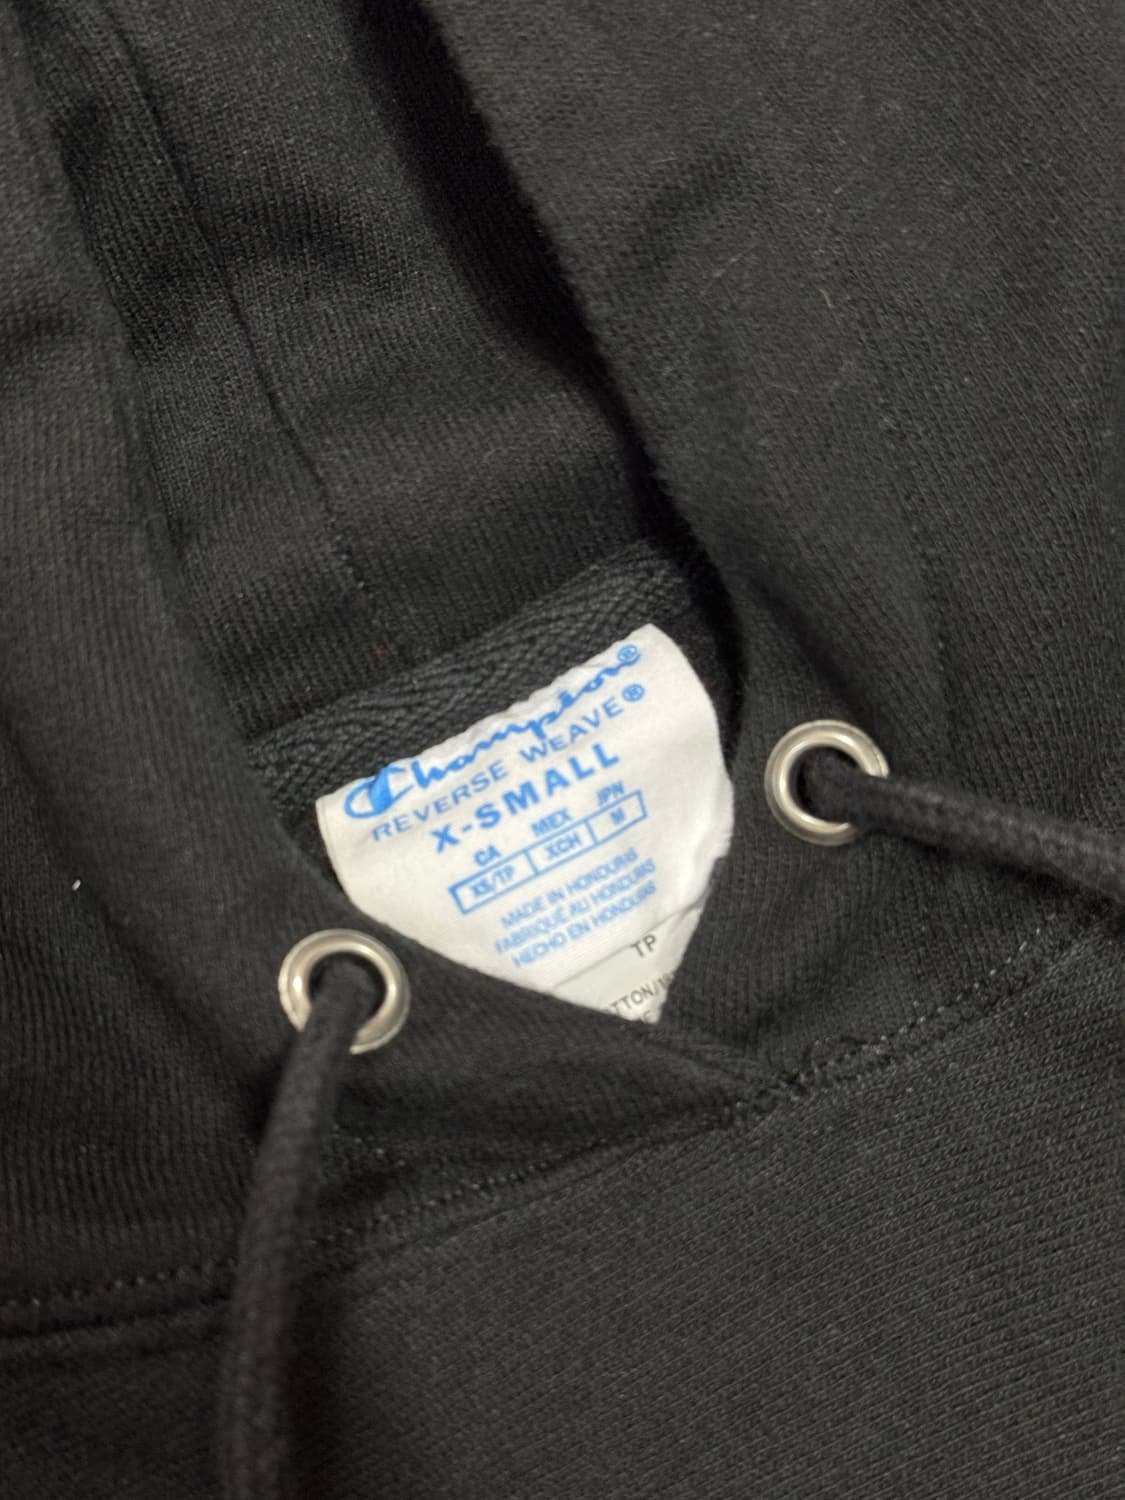 Champion®
REVERSE WEAVE®
X-SMALL
CA MEX JPN
XS/TP XCH M
MADE IN HONDURAS
FABRIQUÉ AU HONDURAS
HECHO EN HONDURAS
TP